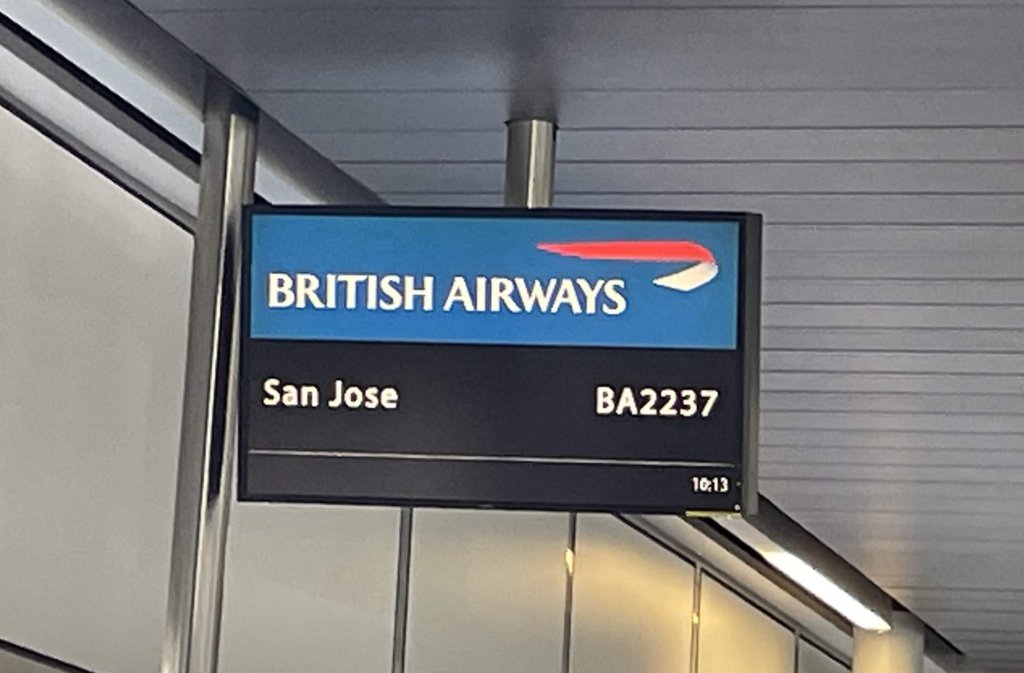 BRITISH AIRWAYS
San Jose BA2237
10:13